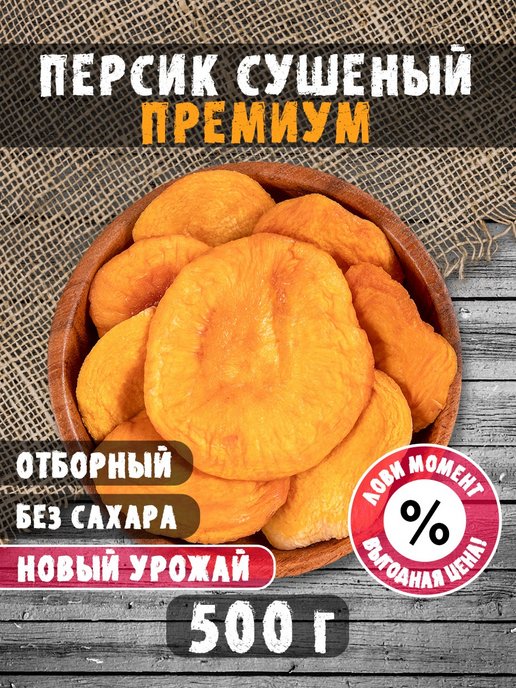 ПЕРСИК СУШЕНЫЙ
ПРЕМИУМ
ОТБОРНЫЙ
БЕЗ САХАРА
НОВЫЙ УРОЖАЙ
ЛОВИ МОМЕНТ
%
ВЫГОДНАЯ ЦЕНА!
500 г